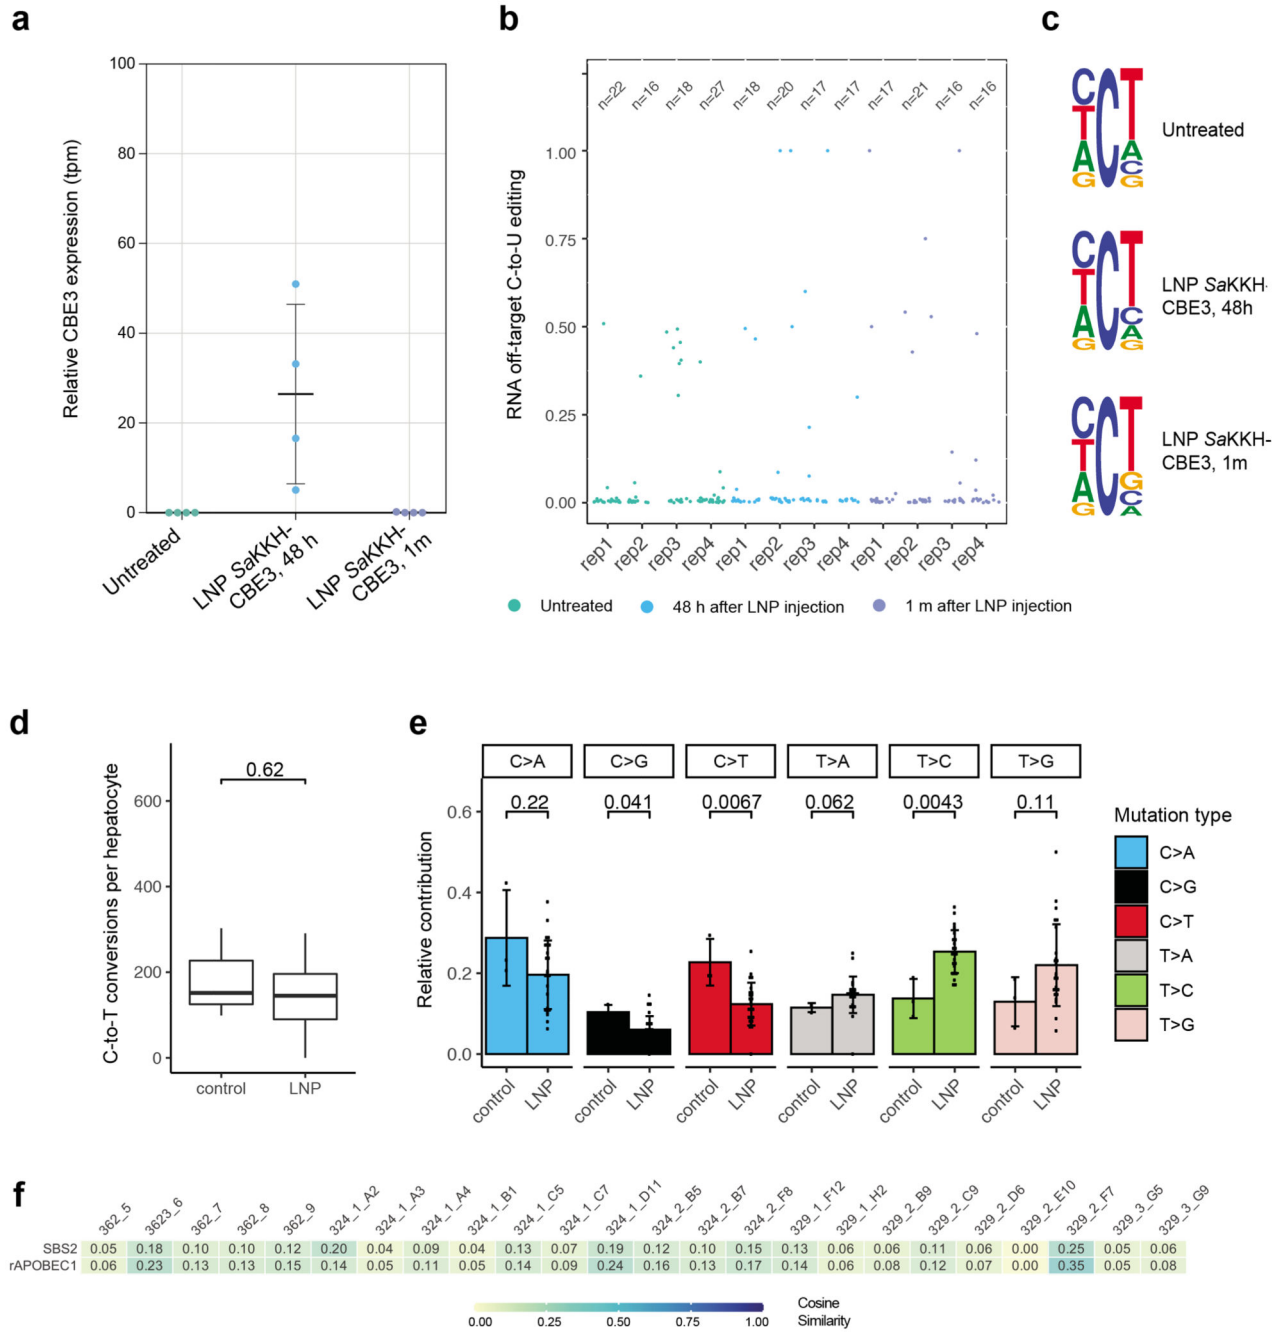 a
Relative CBE3 expression (tpm)
100
80
60
40
20
0
Untreated
LNP SaKKH-
CBE3, 48 h
LNP SaKKH-
CBE3, 1m
b
RNA off-target C-to-U editing
n=22
n=16
n=18
n=27
n=18
n=20
n=17
n=17
n=17
n=21
n=16
n=16
1.00
0.75
0.50
0.25
0.00
rep1
rep2
rep3
rep4
rep1
rep2
rep3
rep4
rep1
rep2
rep3
rep4
Untreated
48 h after LNP injection
1 m after LNP injection
c
C
T
A
G
C
T
A
C
G
Untreated
C
T
A
G
C
T
C
A
G
LNP SaKKH-
CBE3, 48h
C
T
A
G
C
T
G
C
A
LNP SaKKH-
CBE3, 1m
d
C-to-T conversions per hepatocyte
600
400
200
0
0.62
control
LNP
e
Relative contribution
0.6
0.4
0.2
0.0
C>A
C>G
C>T
T>A
T>C
T>G
0.22
0.041
0.0067
0.062
0.0043
0.11
control
LNP
control
LNP
control
LNP
control
LNP
control
LNP
control
LNP
Mutation type
C>A
C>G
C>T
T>A
T>C
T>G
f
362_5 3623_6 362_7 362_8 362_9 324_1_A2 324_1_A3 324_1_A4 324_1_B1 324_1_C5 324_1_C7 324_1_D11 324_2_B5 324_2_B7 324_2_F8 329_1_F12 329_1_H2 329_2_B9 329_2_C9 329_2_D6 329_2_E10 329_2_F7 329_3_G5 329_3_G9
SBS2 0.05 0.18 0.10 0.10 0.12 0.20 0.04 0.09 0.04 0.13 0.07 0.19 0.12 0.10 0.15 0.13 0.06 0.06 0.11 0.06 0.00 0.25 0.05 0.06
rAPOBEC1 0.06 0.23 0.13 0.13 0.15 0.14 0.05 0.11 0.05 0.14 0.09 0.24 0.16 0.13 0.17 0.14 0.06 0.08 0.12 0.07 0.00 0.35 0.05 0.08
0.00 0.25 0.50 0.75 1.00
Cosine
Similarity